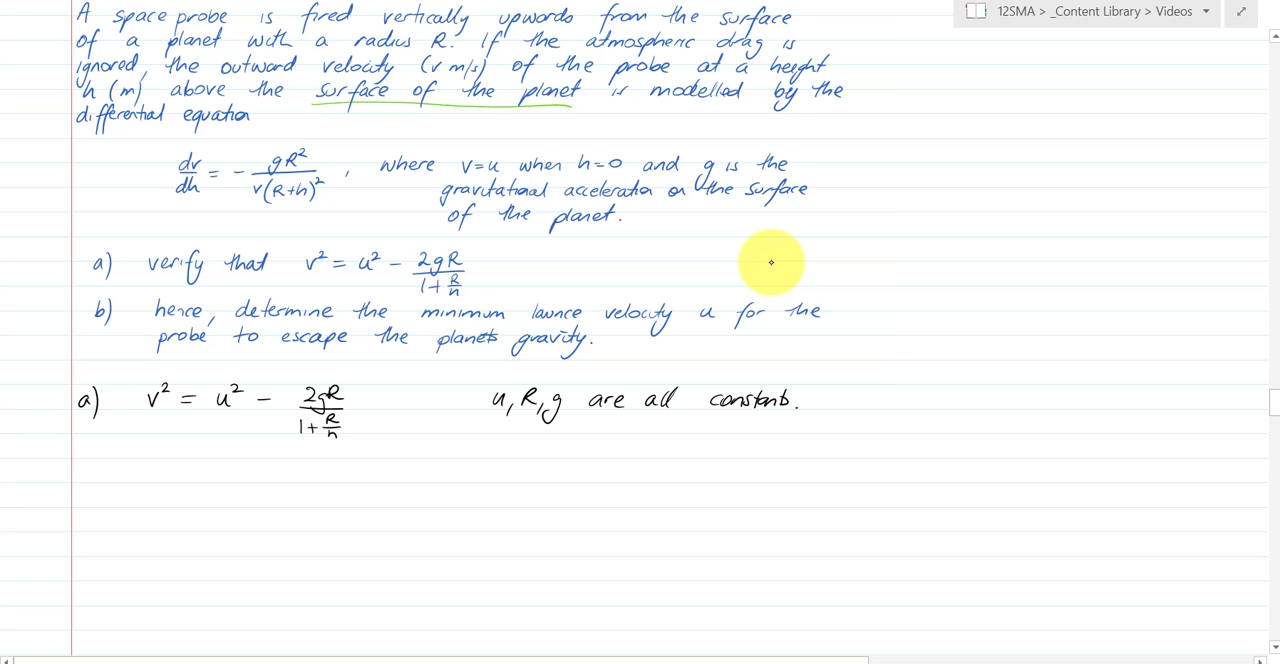 12SMA > _Content Library > Videos
A space probe is fired vertically upwards from the surface
of a planet with a radius R. If the atmospheric drag is
ignored, the outward velocity (v m/s) of the probe at a height
h (m) above the surface of the planet is modelled by the
differential equation
dv/dh = - gR²/v(R+h)² , where v=u when h=0 and g is the
gravitational acceleration on the surface
of the planet.
a) verify that v² = u² - 2gR/(1+R/h)
b) hence, determine the minimum launce velocity u for the
probe to escape the planets gravity.
a) v² = u² - 2gR/(1+R/h) u, R, g are all constants.